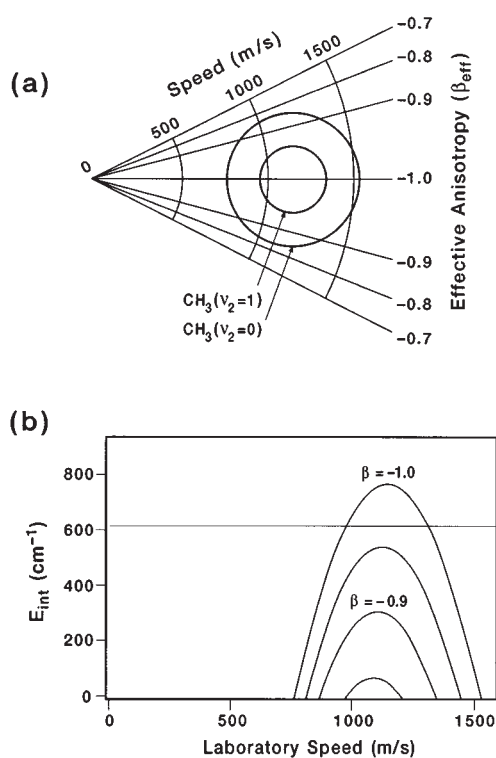 (a)
Speed (m/s)
0
500
1000
1500
-0.7
-0.8
-0.9
-1.0
-0.9
-0.8
-0.7
Effective Anisotropy (βeff)
CH3(ν2=1)
CH3(ν2=0)
(b)
Eint (cm−1)
800
600
400
200
0
β = -1.0
β = -0.9
0
500
1000
1500
Laboratory Speed (m/s)